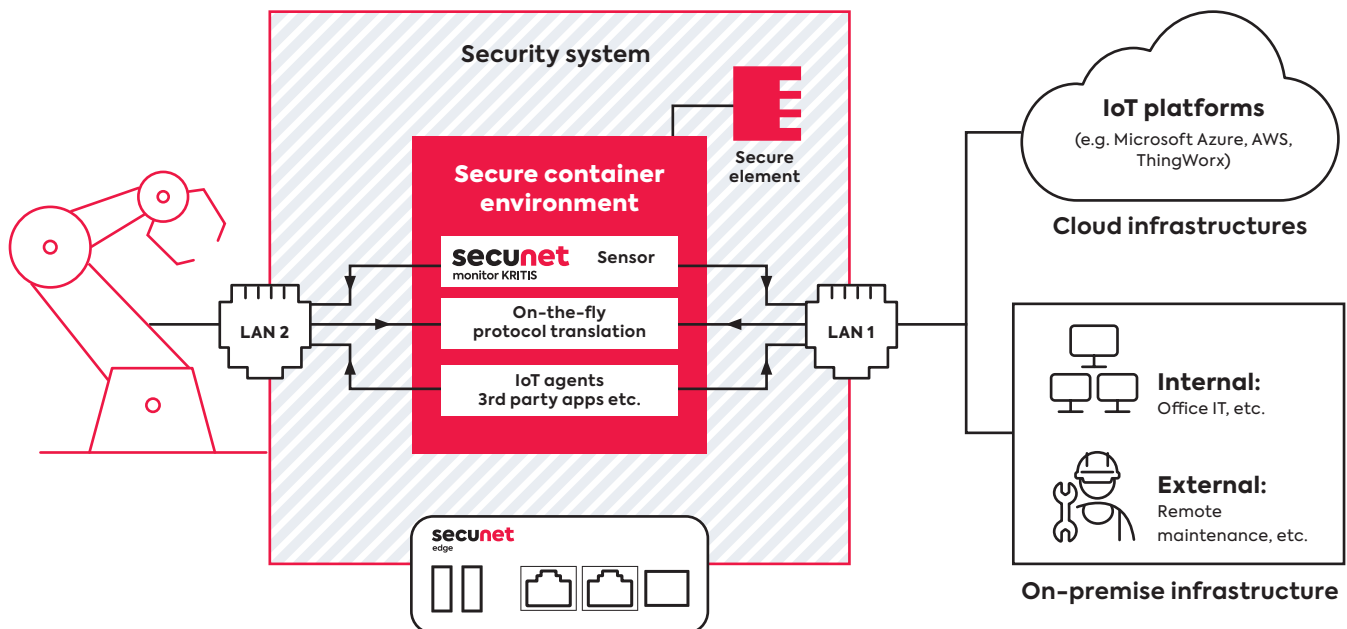 Security system
Secure
element
Secure container
environment
secunet
monitor KRITIS
Sensor
On-the-fly
protocol translation
IoT agents
3rd party apps etc.
LAN 2
LAN 1
secunet
edge
IoT platforms
(e.g. Microsoft Azure, AWS,
ThingWorx)
Cloud infrastructures
Internal:
Office IT, etc.
External:
Remote
maintenance, etc.
On-premise infrastructure